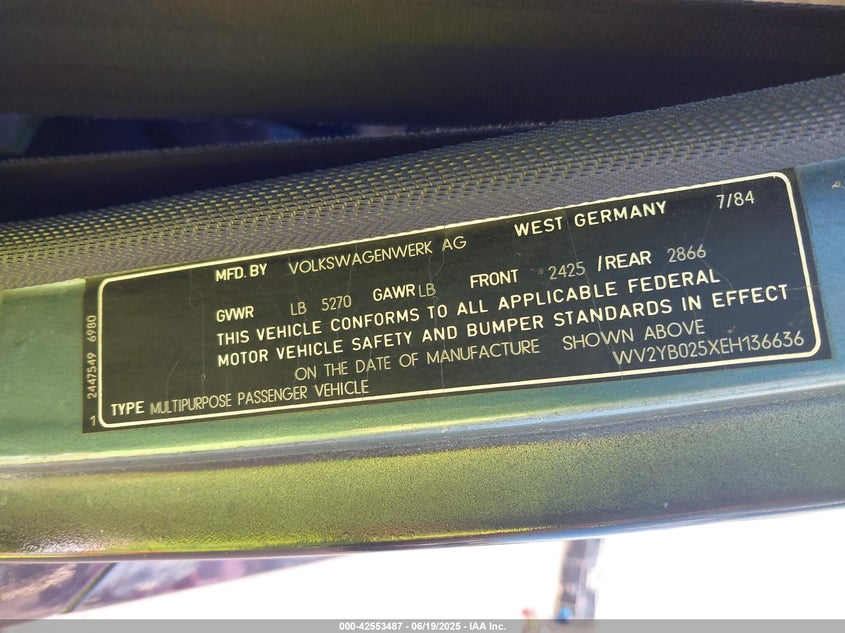 MFD. BY VOLKSWAGENWERK AG WEST GERMANY 7/84
GVWR LB 5270 GAWR LB FRONT 2425 /REAR 2866
THIS VEHICLE CONFORMS TO ALL APPLICABLE FEDERAL
MOTOR VEHICLE SAFETY AND BUMPER STANDARDS IN EFFECT
ON THE DATE OF MANUFACTURE SHOWN ABOVE
WV2YB025XEH136636
TYPE MULTIPURPOSE PASSENGER VEHICLE
1 2447549 6980
000-42553487 - 06/19/2025 - IAA Inc.